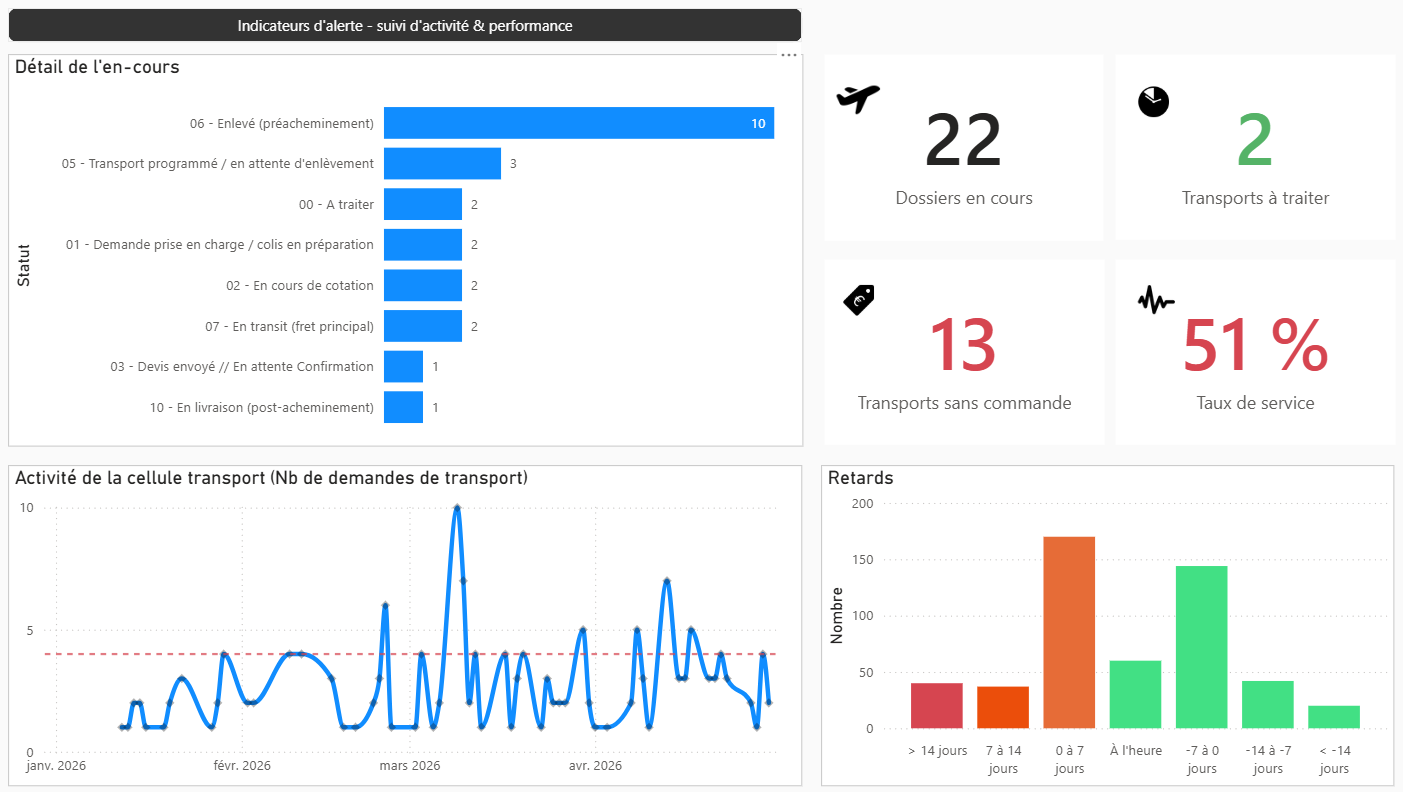 Indicateurs d'alerte - suivi d'activité & performance
Détail de l'en-cours
Statut
06 - Enlevé (préacheminement)
10
05 - Transport programmé / en attente d'enlèvement
3
00 - A traiter
2
01 - Demande prise en charge / colis en préparation
2
02 - En cours de cotation
2
07 - En transit (fret principal)
2
03 - Devis envoyé // En attente Confirmation
1
10 - En livraison (post-acheminement)
1
22
Dossiers en cours
2
Transports à traiter
13
Transports sans commande
51 %
Taux de service
Activité de la cellule transport (Nb de demandes de transport)
10
5
0
janv. 2026
févr. 2026
mars 2026
avr. 2026
Retards
Nombre
200
150
100
50
0
> 14 jours
7 à 14
jours
0 à 7
jours
À l'heure
-7 à 0
jours
-14 à -7
jours
< -14
jours